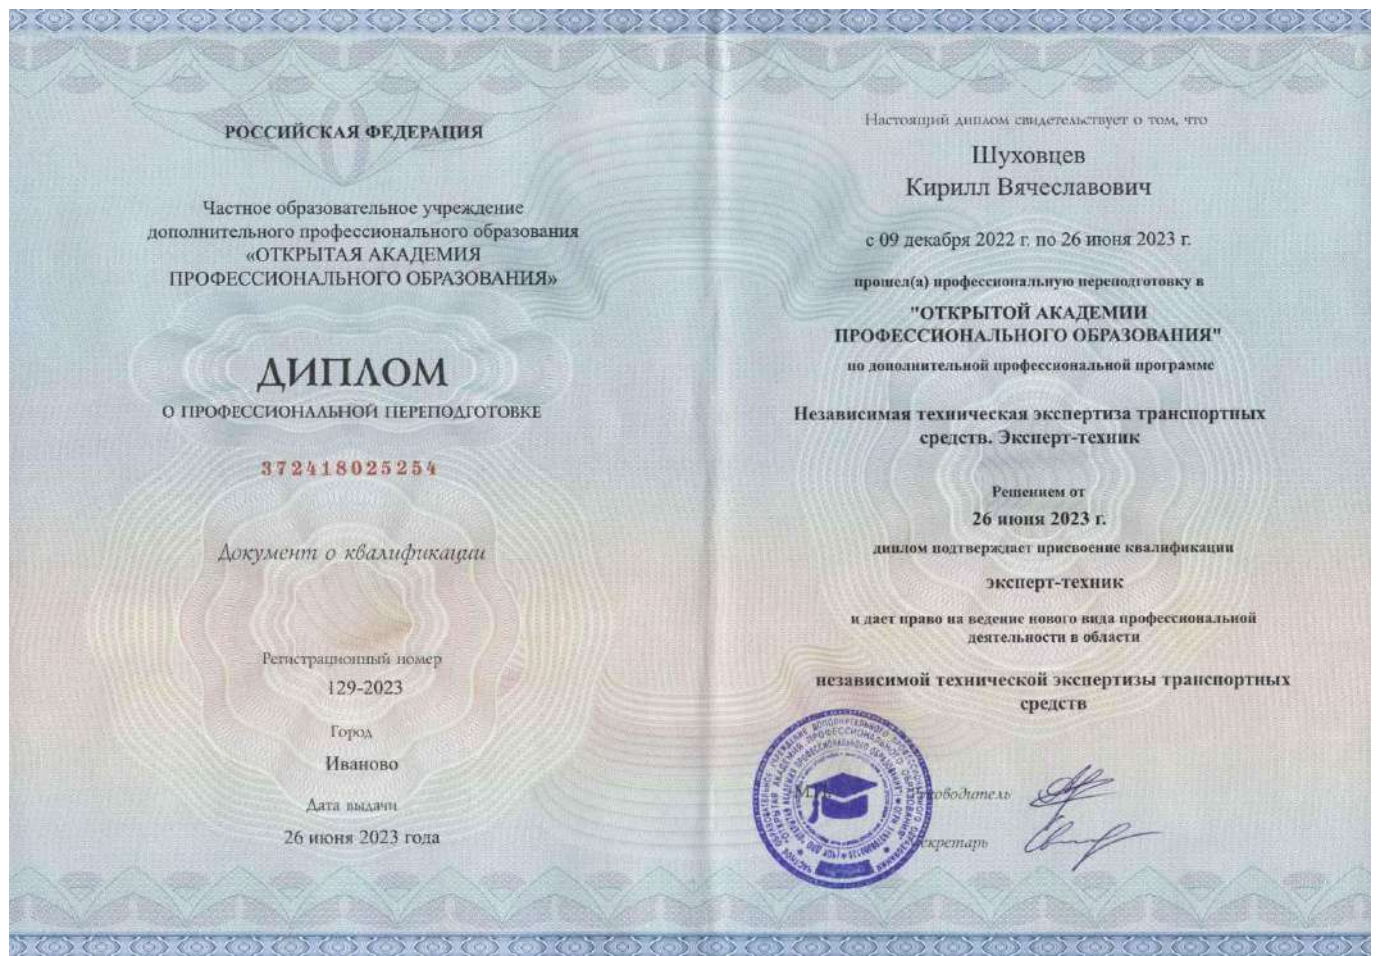 РОССИЙСКАЯ ФЕДЕРАЦИЯ
Частное образовательное учреждение
дополнительного профессионального образования
«ОТКРЫТАЯ АКАДЕМИЯ
ПРОФЕССИОНАЛЬНОГО ОБРАЗОВАНИЯ»
ДИПЛОМ
О ПРОФЕССИОНАЛЬНОЙ ПЕРЕПОДГОТОВКЕ
372418025254
Документ о квалификации
Регистрационный номер
129-2023
Город
Иваново
Дата выдачи
26 июня 2023 года
Настоящий диплом свидетельствует о том, что
Шуховцев
Кирилл Вячеславович
с 09 декабря 2022 г. по 26 июня 2023 г.
прошел(а) профессиональную переподготовку в
"ОТКРЫТОЙ АКАДЕМИИ
ПРОФЕССИОНАЛЬНОГО ОБРАЗОВАНИЯ"
по дополнительной профессиональной программе
Независимая техническая экспертиза транспортных
средств. Эксперт-техник
Решением от
26 июня 2023 г.
диплом подтверждает присвоение квалификации
эксперт-техник
и дает право на ведение нового вида профессиональной
деятельности в области
независимой технической экспертизы транспортных
средств
М.П.
Руководитель
Секретарь